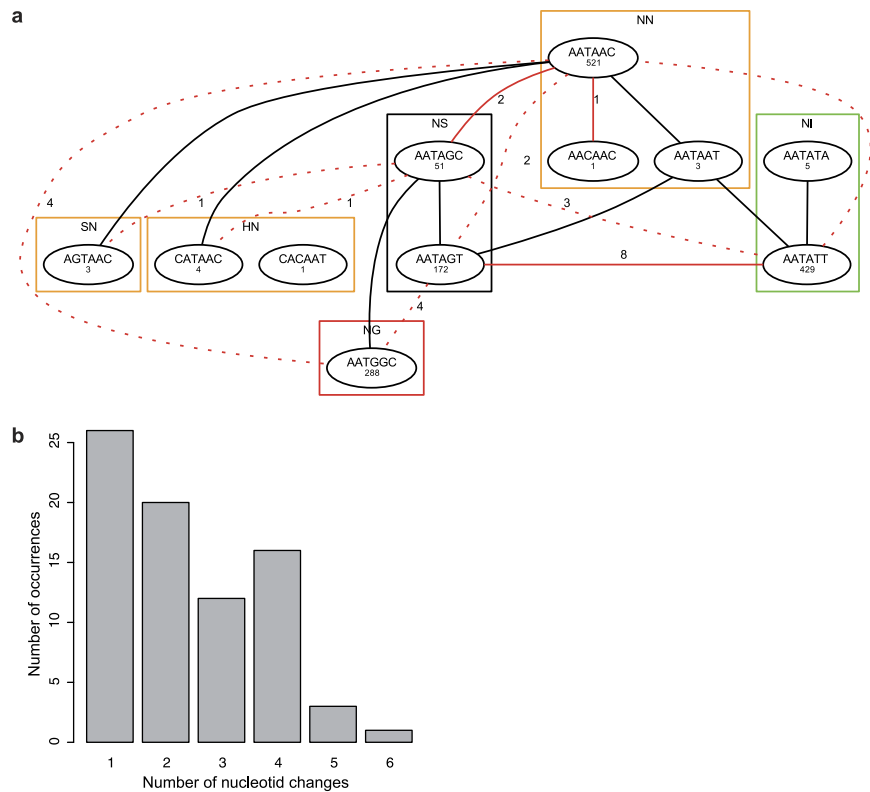 a
NN
AATAAC
521
2
1
NS
NI
AATAGC
51
AACAAC
1
AATAAT
3
AATATA
5
2
4
1
1
3
SN
HN
AGTAAC
3
CATAAC
4
CACAAT
1
AATAGT
172
8
AATATT
429
4
NG
AATGGC
288
b
Number of occurrences
25
20
15
10
5
0
1 2 3 4 5 6
Number of nucleotid changes